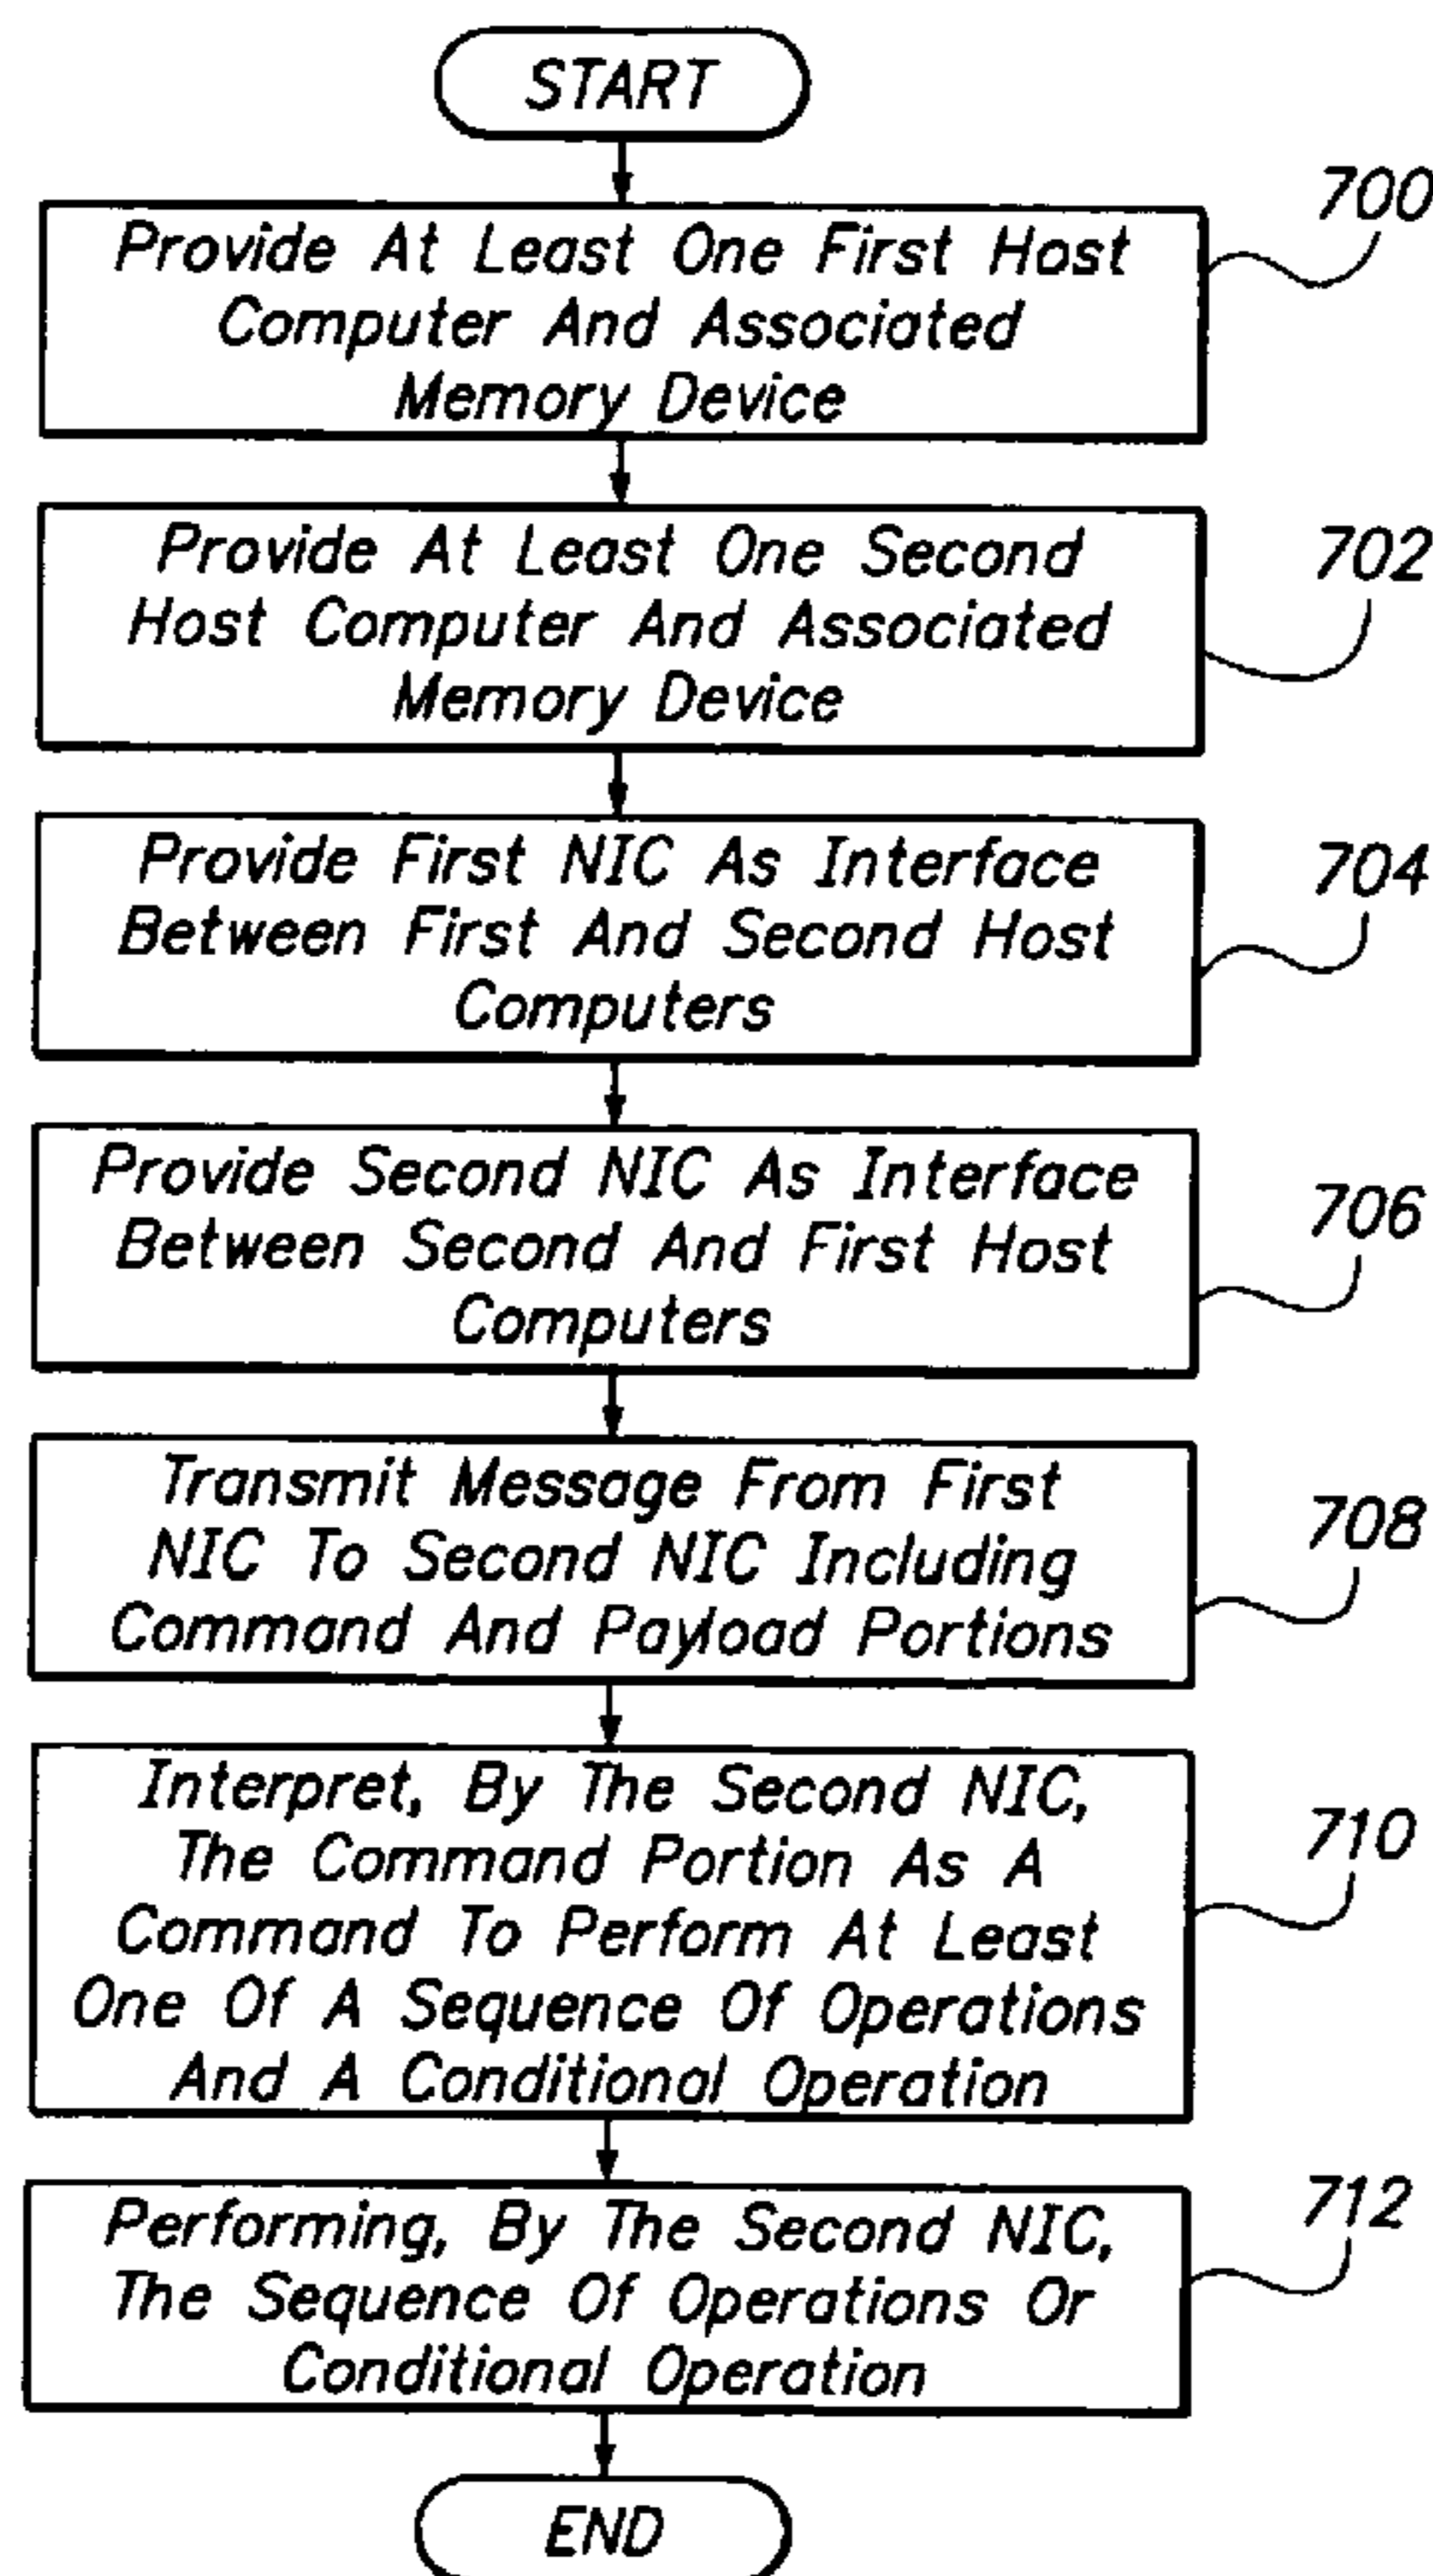 START
700
Provide At Least One First Host
Computer And Associated
Memory Device
702
Provide At Least One Second
Host Computer And Associated
Memory Device
704
Provide First NIC As Interface
Between First And Second Host
Computers
706
Provide Second NIC As Interface
Between Second And First Host
Computers
708
Transmit Message From First
NIC To Second NIC Including
Command And Payload Portions
710
Interpret, By The Second NIC,
The Command Portion As A
Command To Perform At Least
One Of A Sequence Of Operations
And A Conditional Operation
712
Performing, By The Second NIC,
The Sequence Of Operations Or
Conditional Operation
END